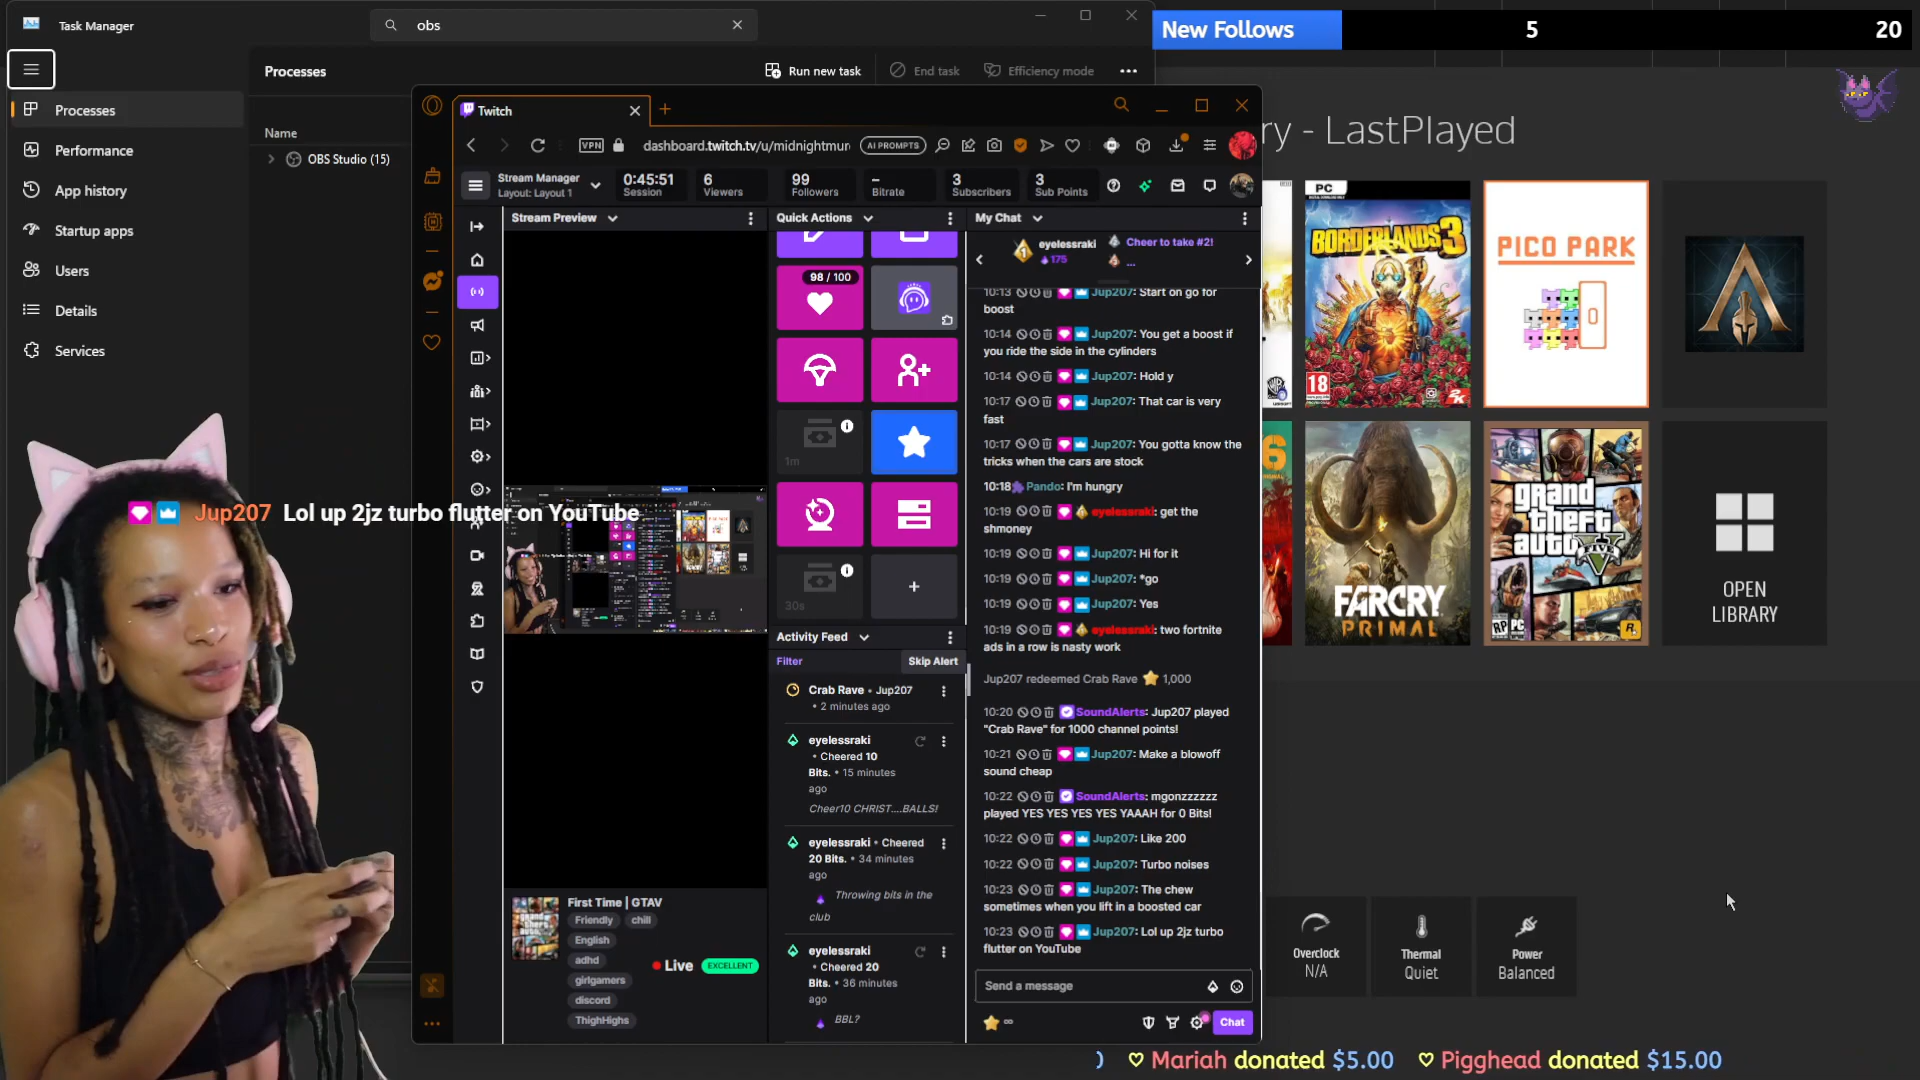 Task Manager
obs
New Follows
5
20
Processes
Run new task
End task
Efficiency mode
Processes
Performance
App history
Startup apps
Users
Details
Services
Name
OBS Studio (15)
Twitch
VPN
dashboard.twitch.tv/u/midnightmur
AI PROMPTS
Stream Manager
Layout: Layout 1
0:45:51
Session
6
Viewers
99
Followers
–
Bitrate
3
Subscribers
3
Sub Points
Stream Preview
Quick Actions
My Chat
98 / 100
1m
30s
eyelessraki
175
Cheer to take #2!
...
10:13 Jup207: Start on go for
boost
10:14 Jup207: You get a boost if
you ride the side in the cylinders
10:14 Jup207: Hold y
10:17 Jup207: That car is very
fast
10:17 Jup207: You gotta know the
tricks when the cars are stock
10:18 Pando: I'm hungry
10:19 eyelessraki: get the
shmoney
10:19 Jup207: Hi for it
10:19 Jup207: *go
10:19 Jup207: Yes
10:19 eyelessraki: two fortnite
ads in a row is nasty work
Jup207 redeemed Crab Rave 1,000
10:20 SoundAlerts: Jup207 played
"Crab Rave" for 1000 channel points!
10:21 Jup207: Make a blowoff
sound cheap
10:22 SoundAlerts: mgonzzzzzz
played YES YES YES YES YAAAH for 0 Bits!
10:22 Jup207: Like 200
10:22 Jup207: Turbo noises
10:23 Jup207: The chew
sometimes when you lift in a boosted car
10:23 Jup207: Lol up 2jz turbo
flutter on YouTube
Send a message
Chat
Activity Feed
Filter
Skip Alert
Crab Rave • Jup207
• 2 minutes ago
eyelessraki
• Cheered 10
Bits. • 15 minutes
ago
Cheer10 CHRIST....BALLS!
eyelessraki • Cheered
20 Bits. • 34 minutes
ago
Throwing bits in the
club
eyelessraki
• Cheered 20
Bits. • 36 minutes
ago
BBL?
First Time | GTAV
Friendly
chill
English
adhd
girlgamers
discord
ThighHighs
Live
EXCELLENT
Jup207 Lol up 2jz turbo flutter on YouTube
ry - LastPlayed
PC
BORDERLANDS 3
18
2K
PICO PARK
6
FARCRY
PRIMAL
grand
theft
auto
FIVE
RP
PC
OPEN
LIBRARY
Overclock
N/A
Thermal
Quiet
Power
Balanced
Mariah donated $5.00
Pigghead donated $15.00